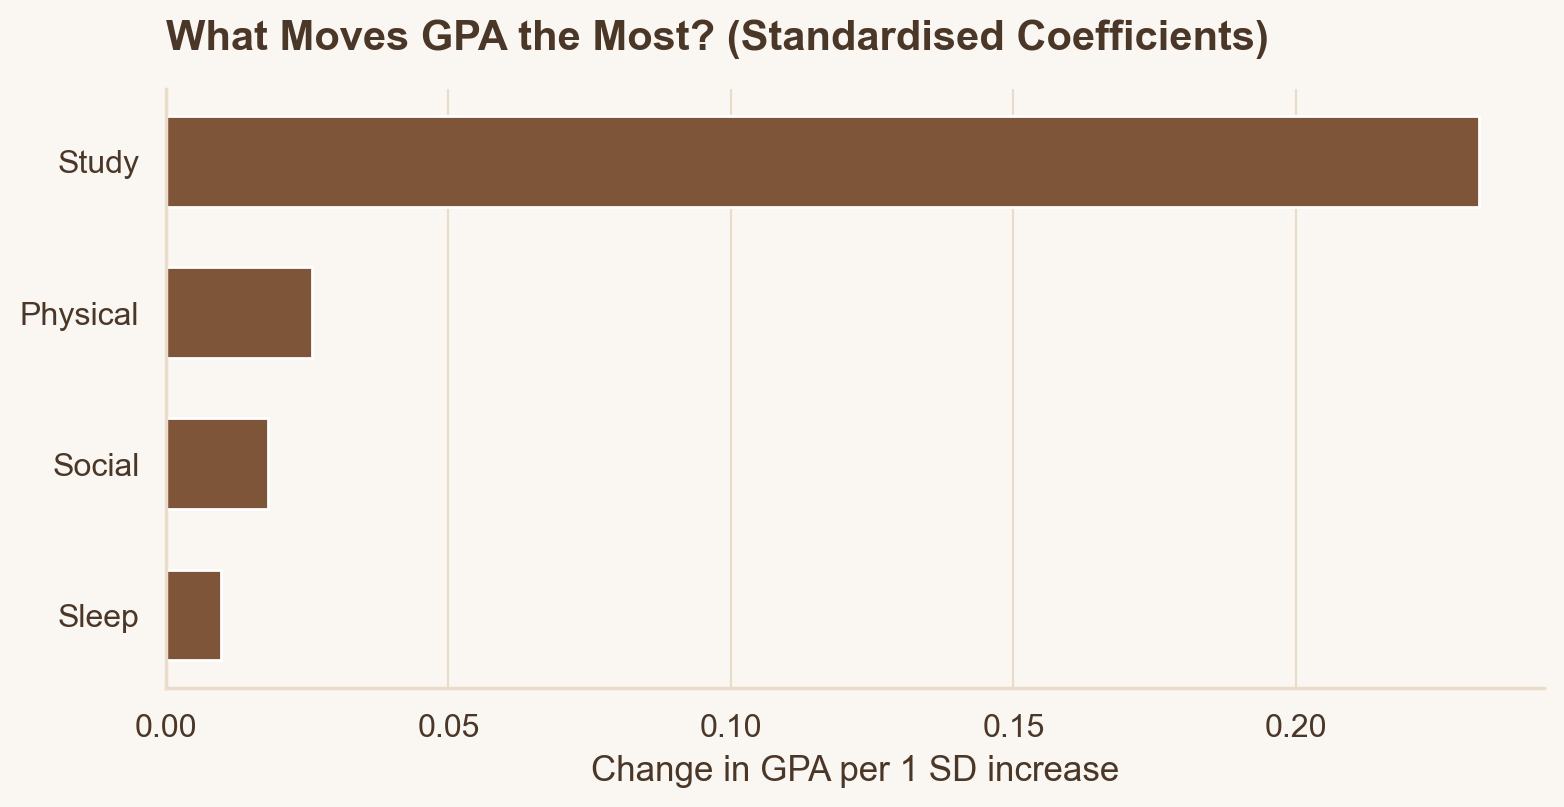 What Moves GPA the Most? (Standardised Coefficients)
Study
Physical
Social
Sleep
0.00 0.05 0.10 0.15 0.20
Change in GPA per 1 SD increase